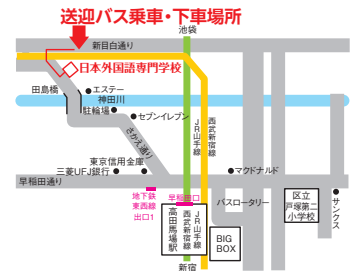 送迎バス乗車・下車場所
池袋
新目白通り
日本外国語専門学校
田島橋
エステー
神田川
駐輪場
セブンイレブン
さかえ通り
JR山手線
西武新宿線
東京信用金庫
三菱UFJ銀行
マクドナルド
早稲田通り
地下鉄
東西線
出口1
早稲田口
バスロータリー
区立
戸塚第二
小学校
サンクス
高田馬場駅
西武新宿線
JR山手線
BIG
BOX
新宿